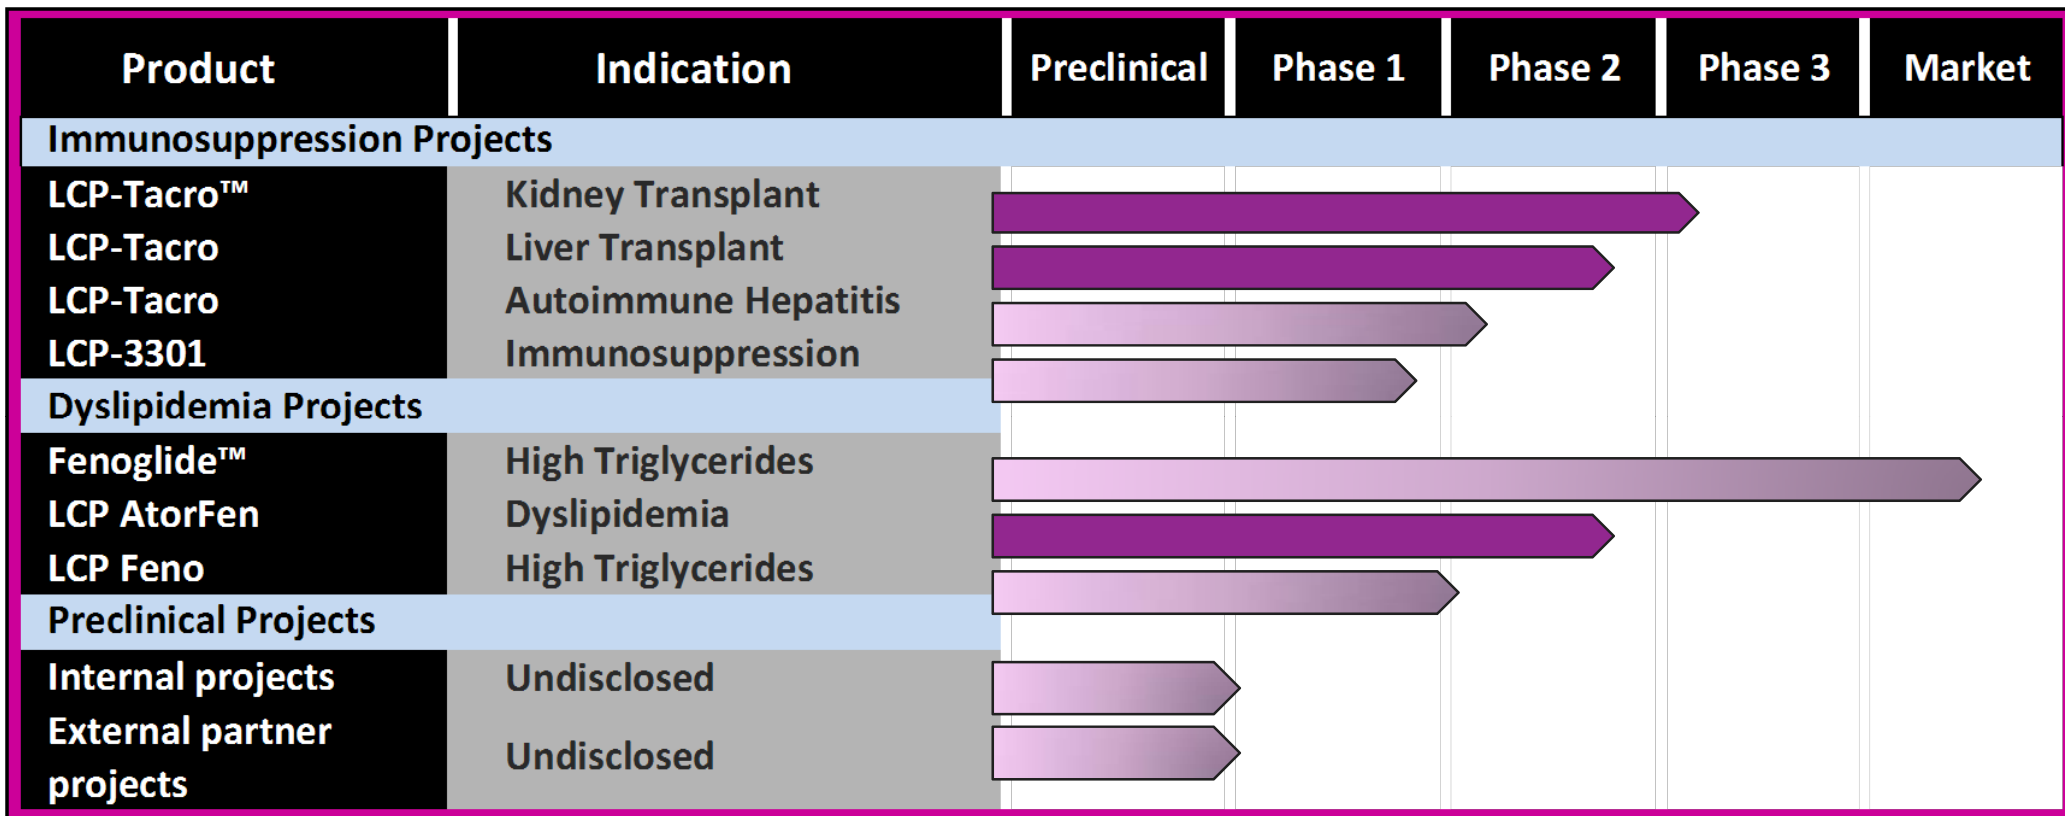 Product Indication Preclinical Phase 1 Phase 2 Phase 3 Market
Immunosuppression Projects
LCP-Tacro™ Kidney Transplant
LCP-Tacro Liver Transplant
LCP-Tacro Autoimmune Hepatitis
LCP-3301 Immunosuppression
Dyslipidemia Projects
Fenoglide™ High Triglycerides
LCP AtorFen Dyslipidemia
LCP Feno High Triglycerides
Preclinical Projects
Internal projects Undisclosed
External partner
projects Undisclosed